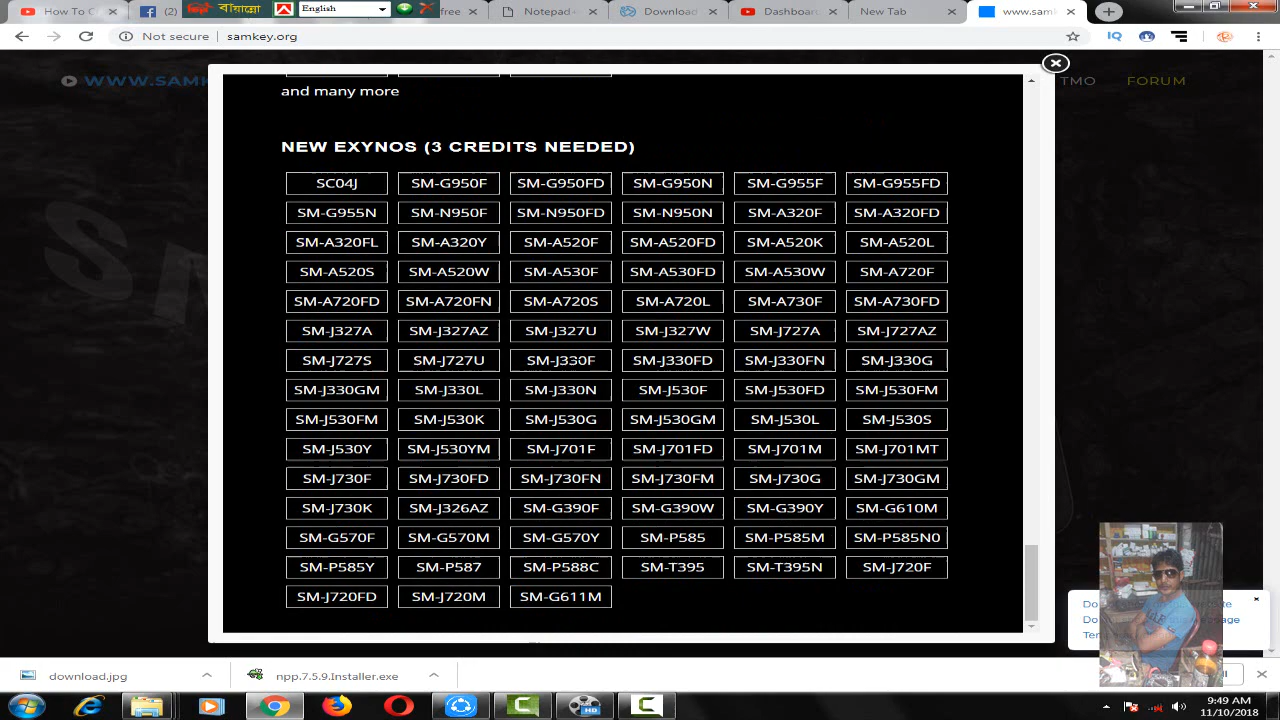 How To C
(2)
বায়ান্নো
English
free
Notepad
Download
Dashboar
New Tab
www.sam
Not secure
samkey.org
WWW.SAMK
TMO
FORUM
and many more
NEW EXYNOS (3 CREDITS NEEDED)
SC04J SM-G950F SM-G950FD SM-G950N SM-G955F SM-G955FD
SM-G955N SM-N950F SM-N950FD SM-N950N SM-A320F SM-A320FD
SM-A320FL SM-A320Y SM-A520F SM-A520FD SM-A520K SM-A520L
SM-A520S SM-A520W SM-A530F SM-A530FD SM-A530W SM-A720F
SM-A720FD SM-A720FN SM-A720S SM-A720L SM-A730F SM-A730FD
SM-J327A SM-J327AZ SM-J327U SM-J327W SM-J727A SM-J727AZ
SM-J727S SM-J727U SM-J330F SM-J330FD SM-J330FN SM-J330G
SM-J330GM SM-J330L SM-J330N SM-J530F SM-J530FD SM-J530FM
SM-J530FM SM-J530K SM-J530G SM-J530GM SM-J530L SM-J530S
SM-J530Y SM-J530YM SM-J701F SM-J701FD SM-J701M SM-J701MT
SM-J730F SM-J730FD SM-J730FN SM-J730FM SM-J730G SM-J730GM
SM-J730K SM-J326AZ SM-G390F SM-G390W SM-G390Y SM-G610M
SM-G570F SM-G570M SM-G570Y SM-P585 SM-P585M SM-P585N0
SM-P585Y SM-P587 SM-P588C SM-T395 SM-T395N SM-J720F
SM-J720FD SM-J720M SM-G611M
download.jpg
npp.7.5.9.Installer.exe
9:49 AM
11/10/2018